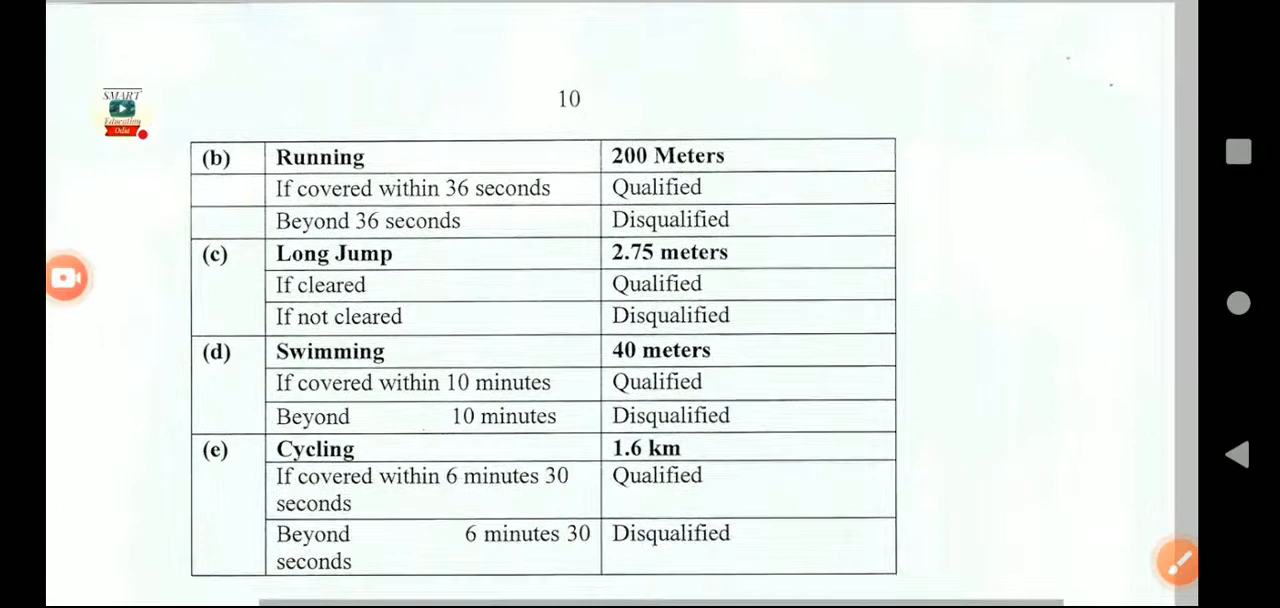 SMART
Education
Odia
10
(b) Running 200 Meters
If covered within 36 seconds Qualified
Beyond 36 seconds Disqualified
(c) Long Jump 2.75 meters
If cleared Qualified
If not cleared Disqualified
(d) Swimming 40 meters
If covered within 10 minutes Qualified
Beyond 10 minutes Disqualified
(e) Cycling 1.6 km
If covered within 6 minutes 30 Qualified
seconds
Beyond 6 minutes 30 Disqualified
seconds